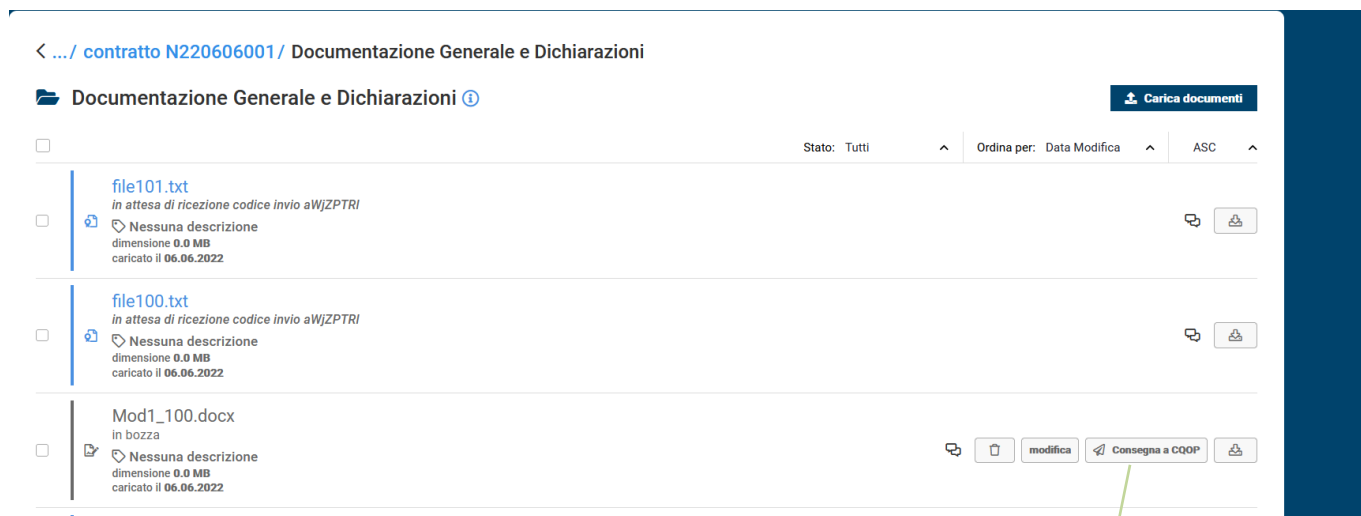 .../ contratto N220606001/ Documentazione Generale e Dichiarazioni
Documentazione Generale e Dichiarazioni
Carica documenti
Stato: Tutti Ordina per: Data Modifica ASC
file101.txt
in attesa di ricezione codice invio aWjZPTRI
Nessuna descrizione
dimensione 0.0 MB
caricato il 06.06.2022
file100.txt
in attesa di ricezione codice invio aWjZPTRI
Nessuna descrizione
dimensione 0.0 MB
caricato il 06.06.2022
Mod1_100.docx
in bozza
Nessuna descrizione
dimensione 0.0 MB
caricato il 06.06.2022
modifica
Consegna a CQOP